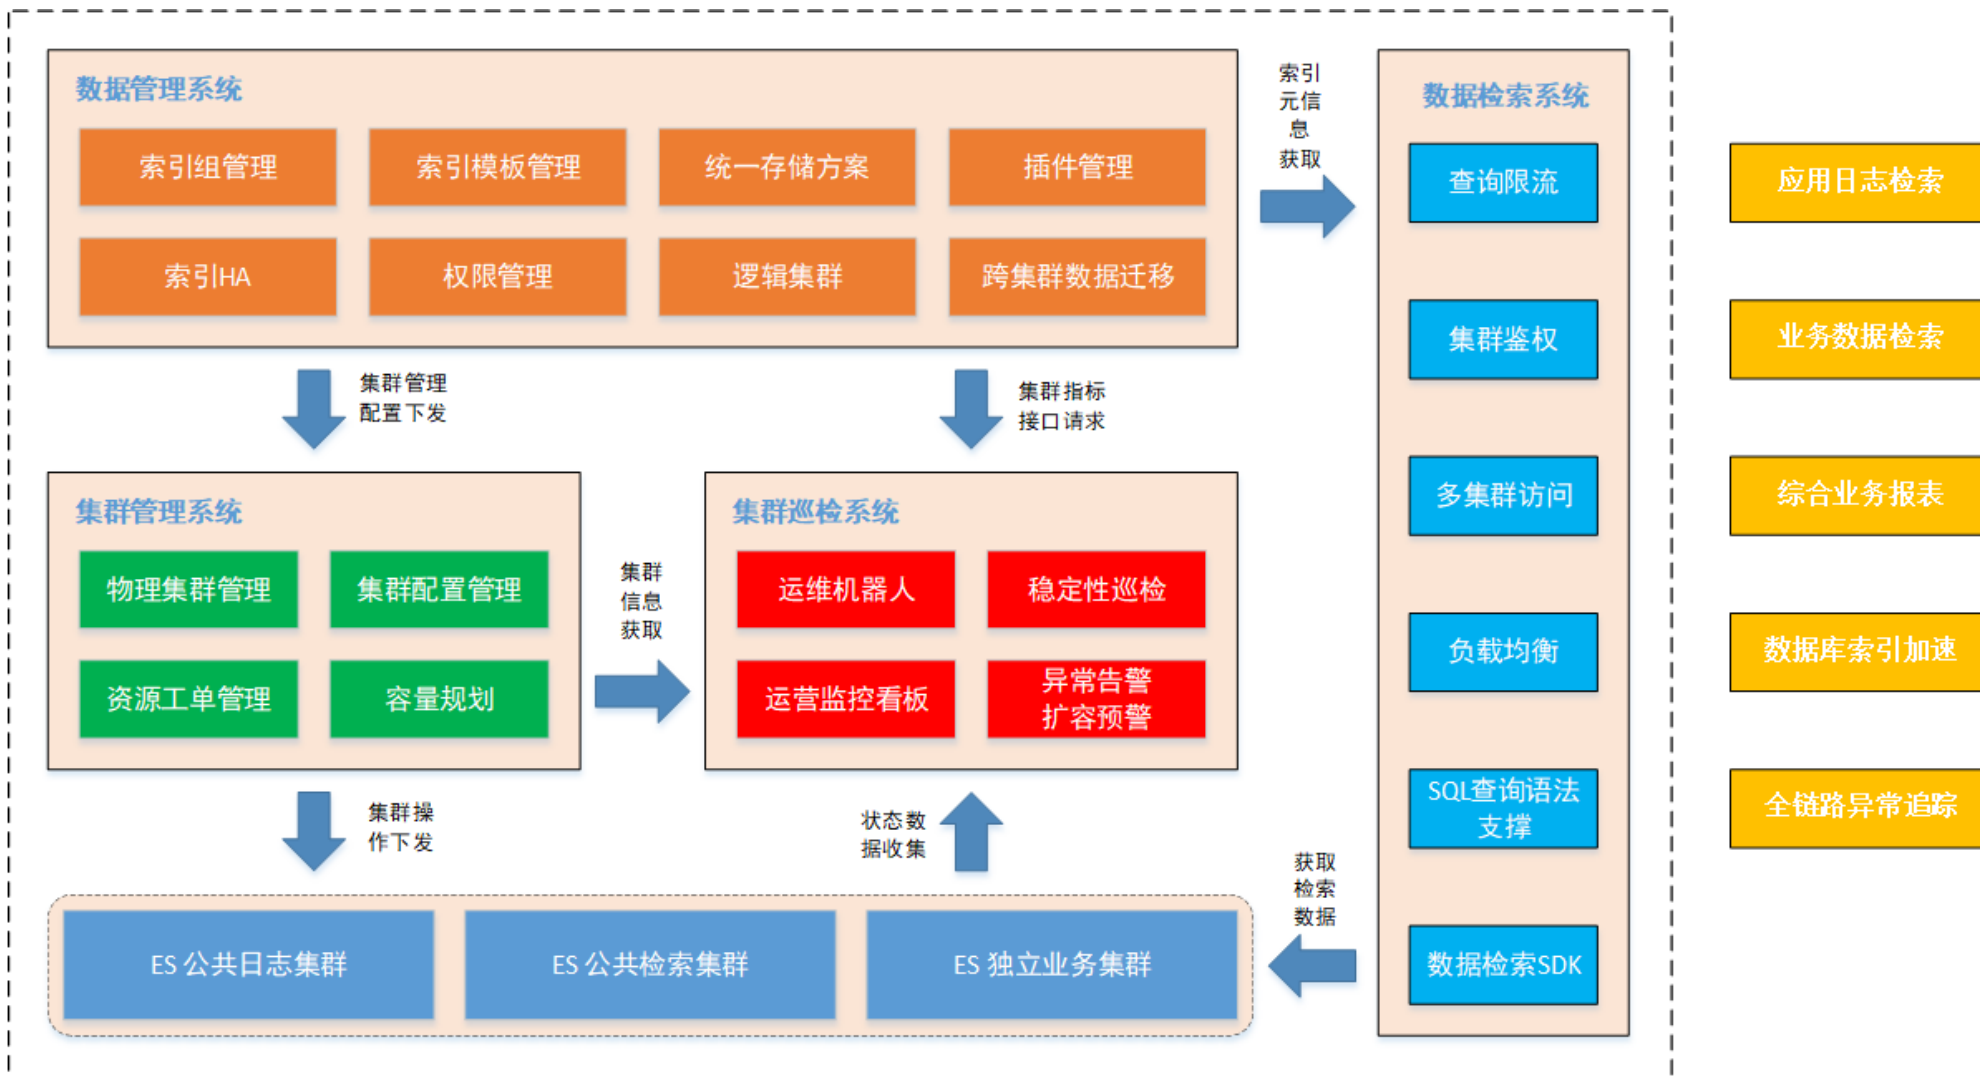 数据管理系统
索引组管理
索引模板管理
统一存储方案
插件管理
索引HA
权限管理
逻辑集群
跨集群数据迁移
索引
元信
息
获取
集群管理
配置下发
集群指标
接口请求
集群管理系统
物理集群管理
集群配置管理
资源工单管理
容量规划
集群
信息
获取
集群巡检系统
运维机器人
稳定性巡检
运营监控看板
异常告警
扩容预警
集群操
作下发
状态数
据收集
ES 公共日志集群
ES 公共检索集群
ES 独立业务集群
获取
检索
数据
数据检索系统
查询限流
集群鉴权
多集群访问
负载均衡
SQL查询语法
支撑
数据检索SDK
应用日志检索
业务数据检索
综合业务报表
数据库索引加速
全链路异常追踪